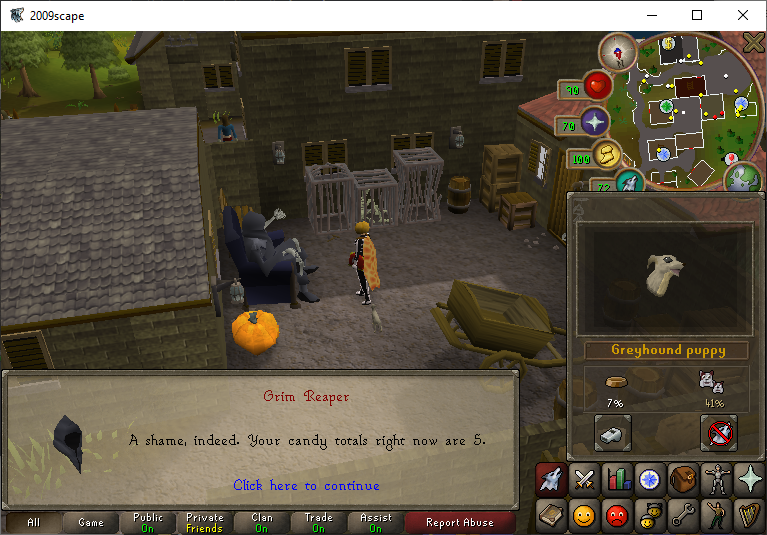 2009scape
90
70
100
72
Greyhound puppy
7%
41%
Grim Reaper
A shame, indeed. Your candy totals right now are 5.
Click here to continue
All
Game
Public
On
Private
Friends
Clan
On
Trade
On
Assist
On
Report Abuse